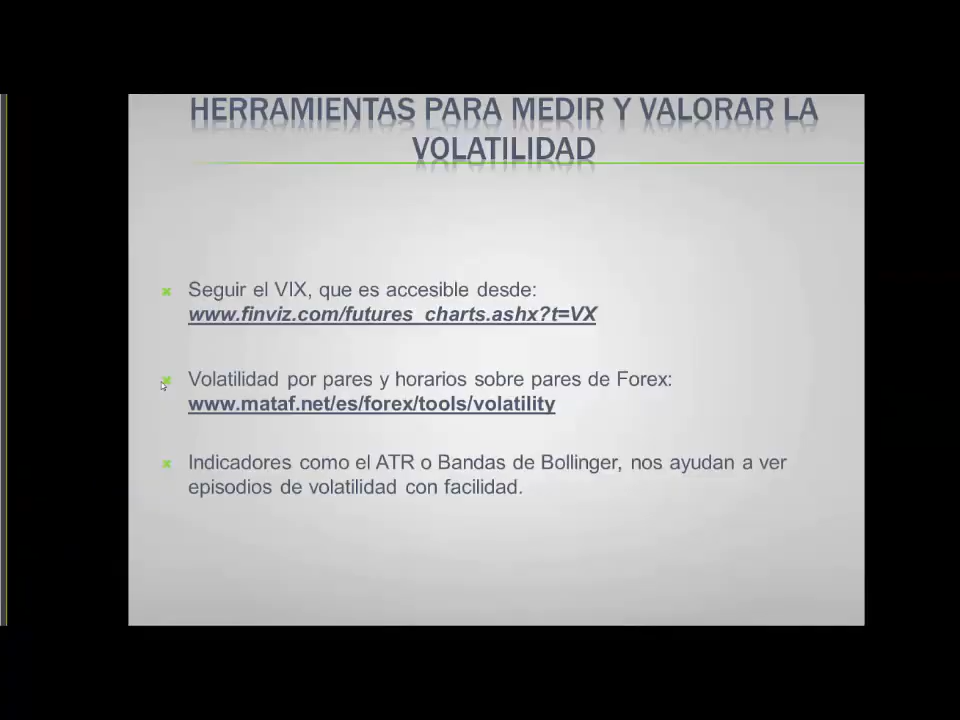 HERRAMIENTAS PARA MEDIR Y VALORAR LA
VOLATILIDAD
Seguir el VIX, que es accesible desde:
www.finviz.com/futures_charts.ashx?t=VX
Volatilidad por pares y horarios sobre pares de Forex:
www.mataf.net/es/forex/tools/volatility
Indicadores como el ATR o Bandas de Bollinger, nos ayudan a ver
episodios de volatilidad con facilidad.